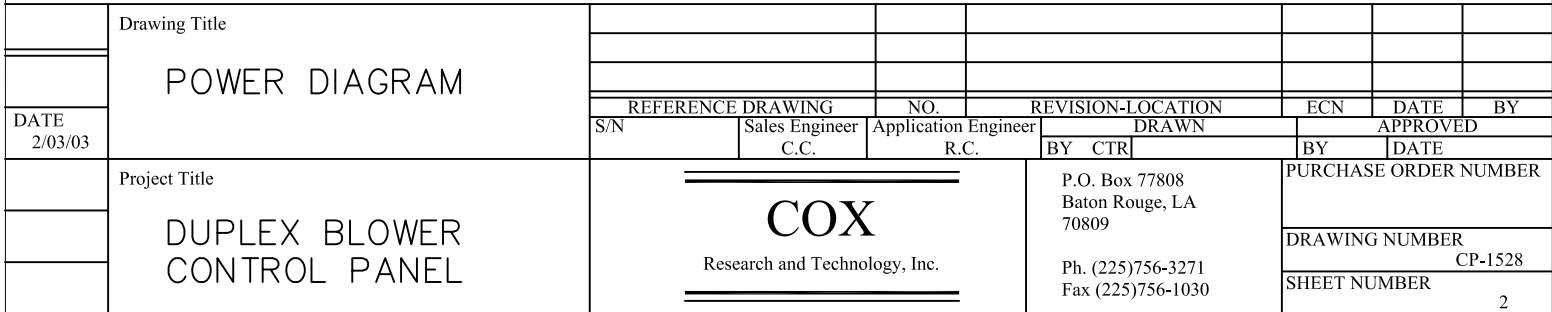 Drawing Title
POWER DIAGRAM
REFERENCE DRAWING NO. REVISION-LOCATION ECN DATE BY
DATE
2/03/03
S/N Sales Engineer Application Engineer DRAWN APPROVED
C.C. R.C. BY CTR BY DATE
Project Title
DUPLEX BLOWER
CONTROL PANEL
COX
Research and Technology, Inc.
P.O. Box 77808
Baton Rouge, LA
70809
Ph. (225)756-3271
Fax (225)756-1030
PURCHASE ORDER NUMBER
DRAWING NUMBER
CP-1528
SHEET NUMBER
2